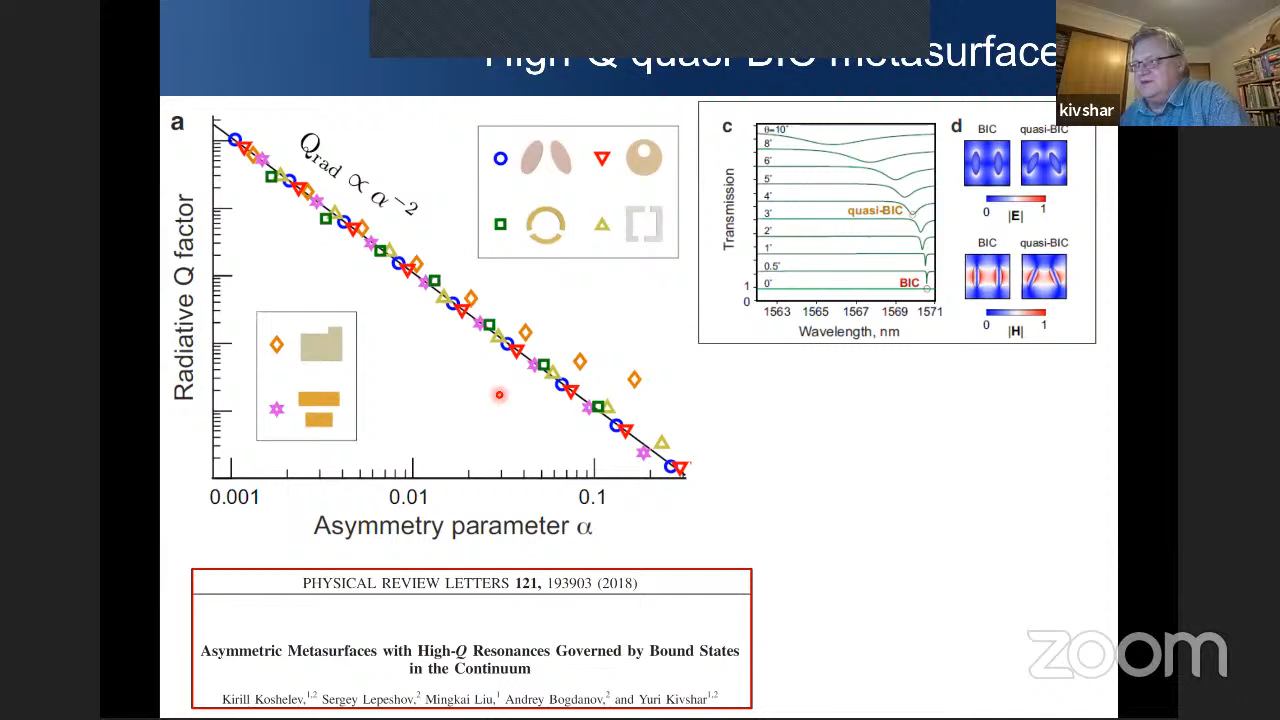 High-Q quasi-BIC metasurface
kivshar
a
Q_rad ∝ α⁻²
Radiative Q factor
0.001
0.01
0.1
Asymmetry parameter α
c
θ=10°
8°
6°
5°
4°
3°
2°
1°
0.5°
0°
quasi-BIC
BIC
Transmission
1
0
1563
1565
1567
1569
1571
Wavelength, nm
d
BIC
quasi-BIC
0
1
|E|
BIC
quasi-BIC
0
1
|H|
PHYSICAL REVIEW LETTERS 121, 193903 (2018)
Asymmetric Metasurfaces with High-Q Resonances Governed by Bound States
in the Continuum
Kirill Koshelev,1,2 Sergey Lepeshov,2 Mingkai Liu,1 Andrey Bogdanov,2 and Yuri Kivshar1,2
zoom